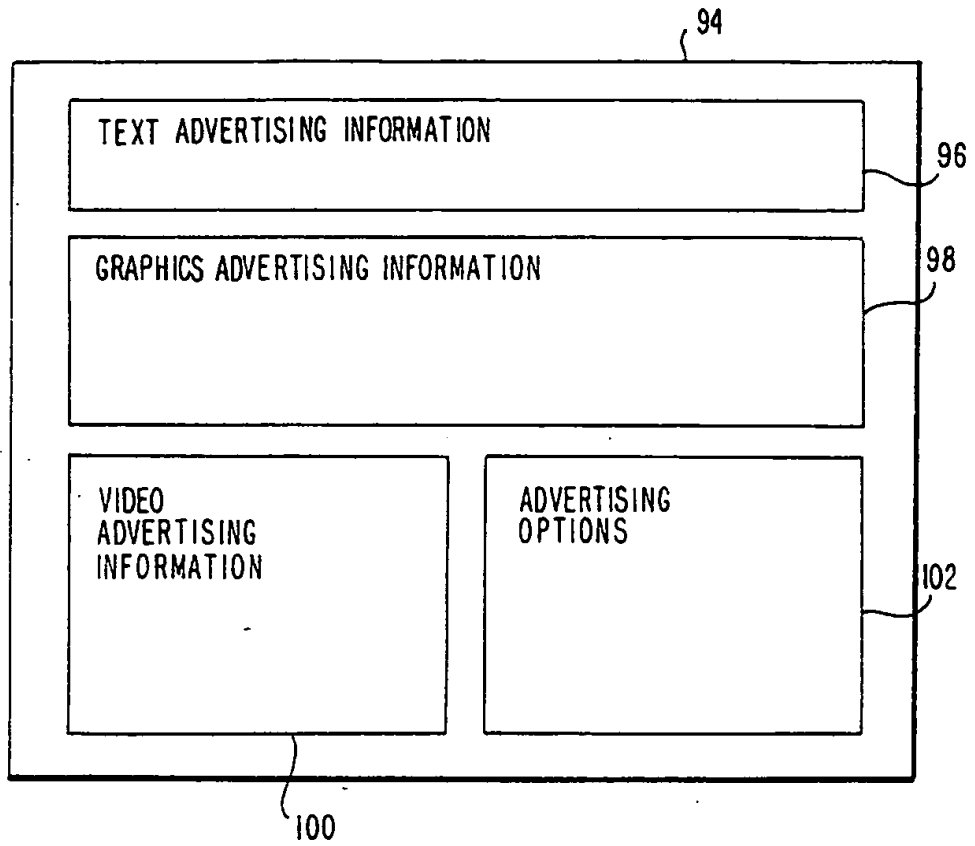 94
TEXT ADVERTISING INFORMATION
96
GRAPHICS ADVERTISING INFORMATION
98
VIDEO
ADVERTISING
INFORMATION
ADVERTISING
OPTIONS
102
100